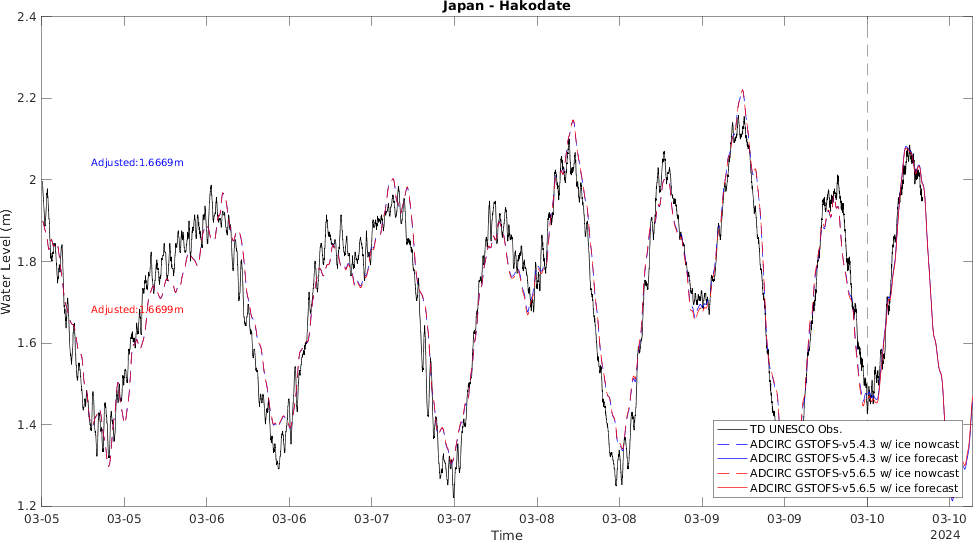 Japan - Hakodate
2.4
2.2
2
1.8
1.6
1.4
1.2
Water Level (m)
Adjusted:1.6669m
Adjusted:1.6699m
TD UNESCO Obs.
ADCIRC GSTOFS-v5.4.3 w/ ice nowcast
ADCIRC GSTOFS-v5.4.3 w/ ice forecast
ADCIRC GSTOFS-v5.6.5 w/ ice nowcast
ADCIRC GSTOFS-v5.6.5 w/ ice forecast
03-05 03-05 03-06 03-06 03-07 03-07 03-08 03-08 03-09 03-09 03-10 03-10
2024
Time